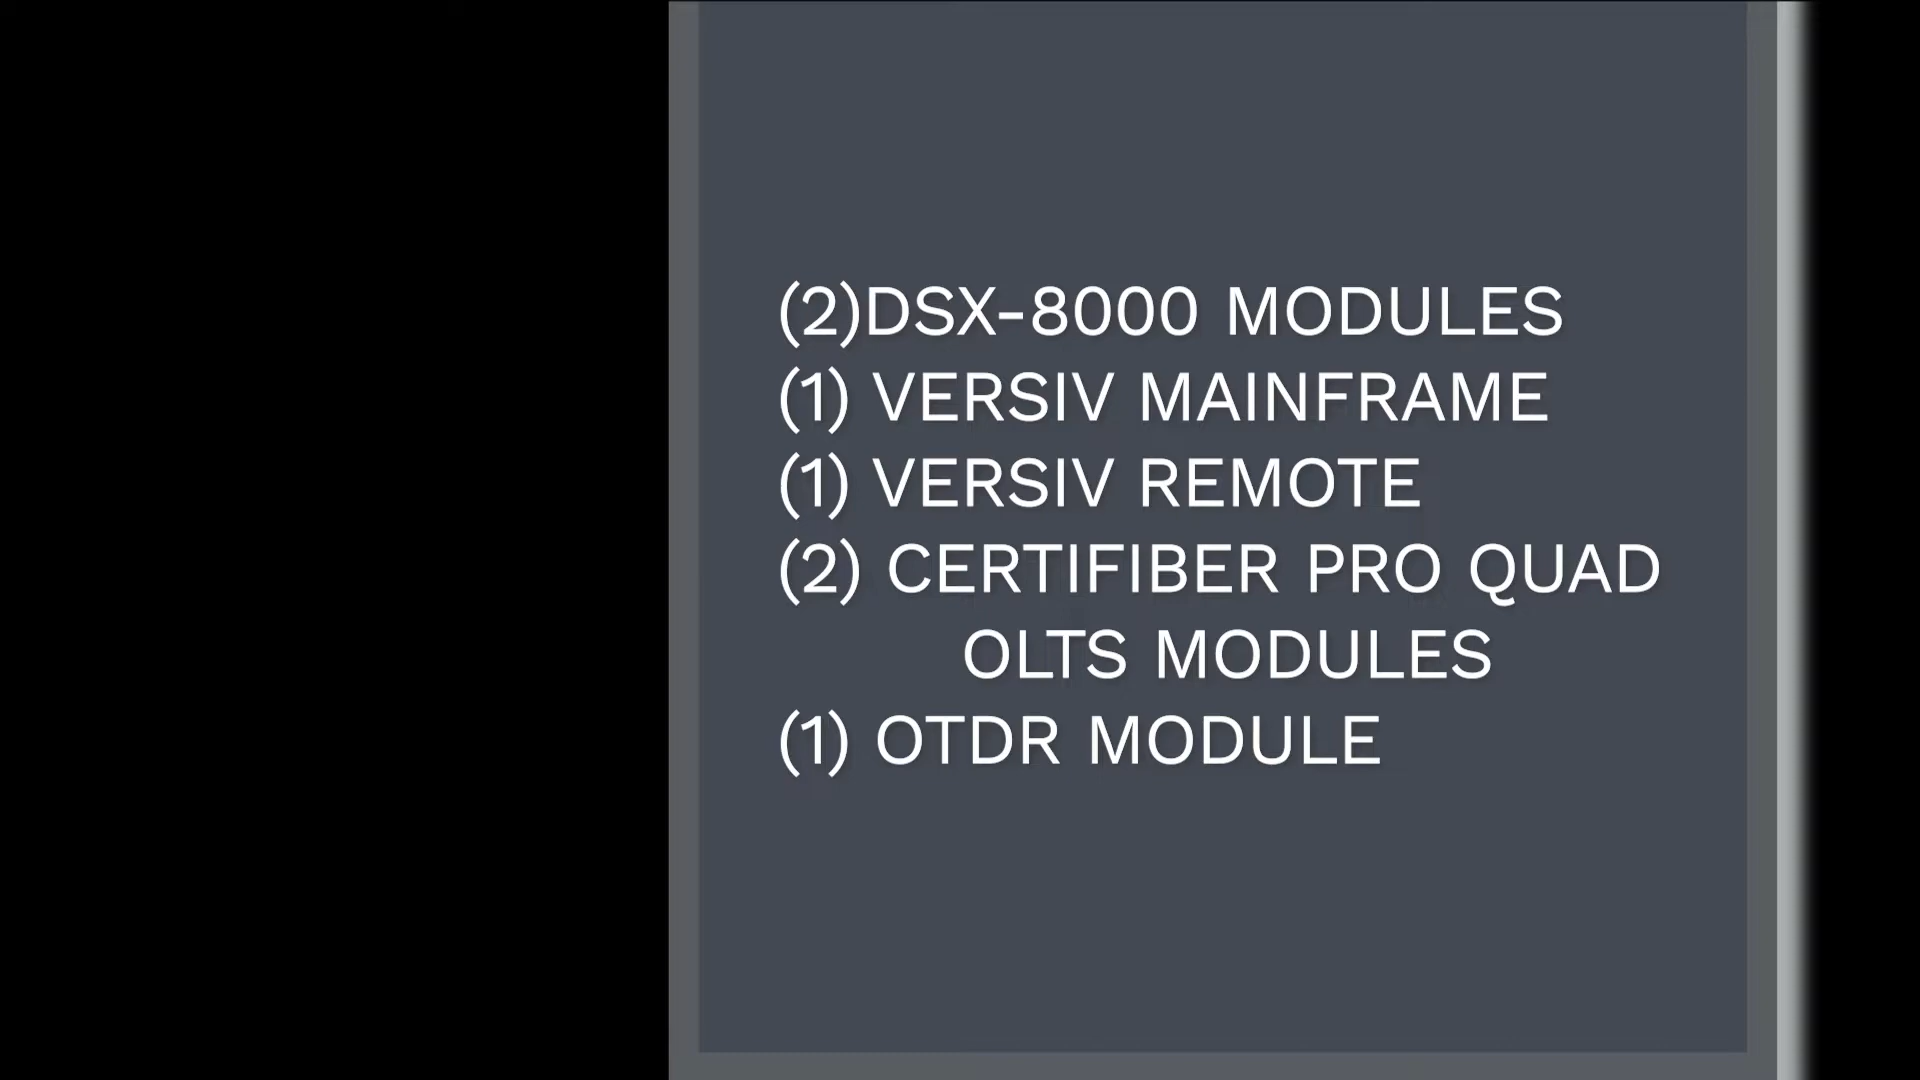 (2)DSX-8000 MODULES
(1) VERSIV MAINFRAME
(1) VERSIV REMOTE
(2) CERTIFIBER PRO QUAD
OLTS MODULES
(1) OTDR MODULE